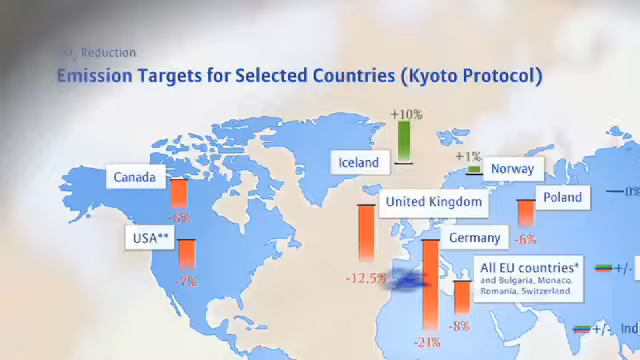 Reduction
Emission Targets for Selected Countries (Kyoto Protocol)
+10%
Iceland
+1%
Norway
Canada
-6%
United Kingdom
-12,5%
Poland
-6%
0%
USA**
-7%
Germany
-21%
All EU countries*
and Bulgaria, Monaco,
Romania, Switzerland
-8%
+/-
+/-